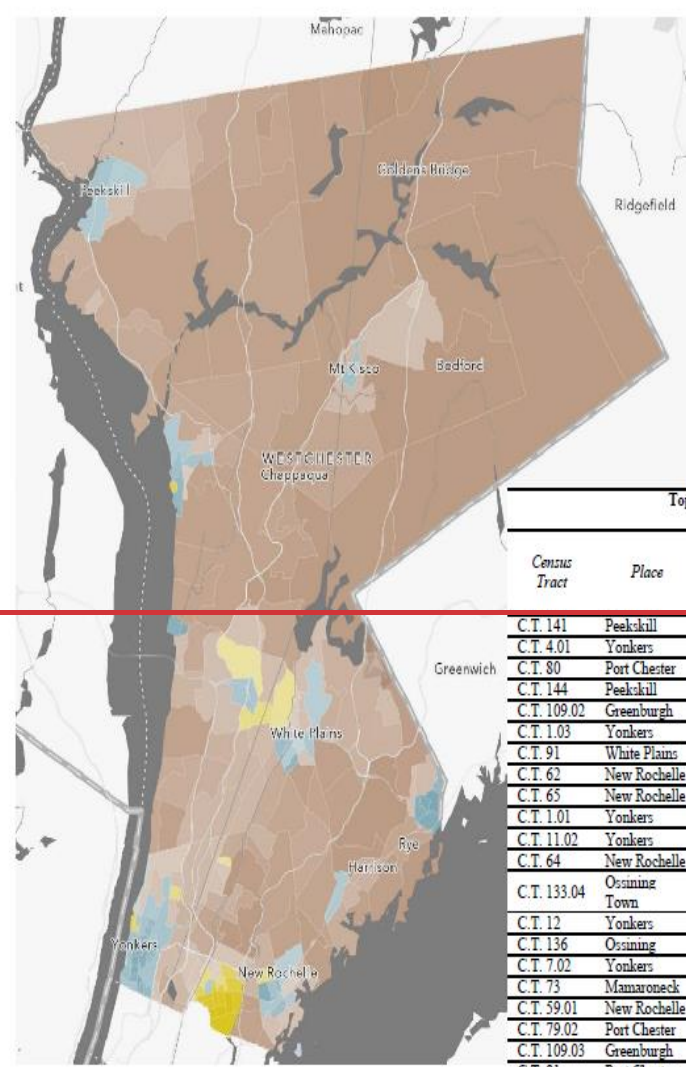 Mahopac
Goldens Bridge
Peekskill
Ridgefield
t
Mt Kisco
Bedford
WESTCHESTER
Chappaqua
To
Census Tract Place
C.T. 141 Peekskill
C.T. 4.01 Yonkers
C.T. 80 Port Chester
C.T. 144 Peekskill
C.T. 109.02 Greenburgh
C.T. 1.03 Yonkers
C.T. 91 White Plains
C.T. 62 New Rochelle
C.T. 65 New Rochelle
C.T. 1.01 Yonkers
C.T. 11.02 Yonkers
C.T. 64 New Rochelle
C.T. 133.04 Ossining Town
C.T. 12 Yonkers
C.T. 136 Ossining
C.T. 7.02 Yonkers
C.T. 73 Mamaroneck
C.T. 59.01 New Rochelle
C.T. 79.02 Port Chester
C.T. 109.03 Greenburgh
Greenwich
White Plains
Rye
Harrison
Yonkers
New Rochelle